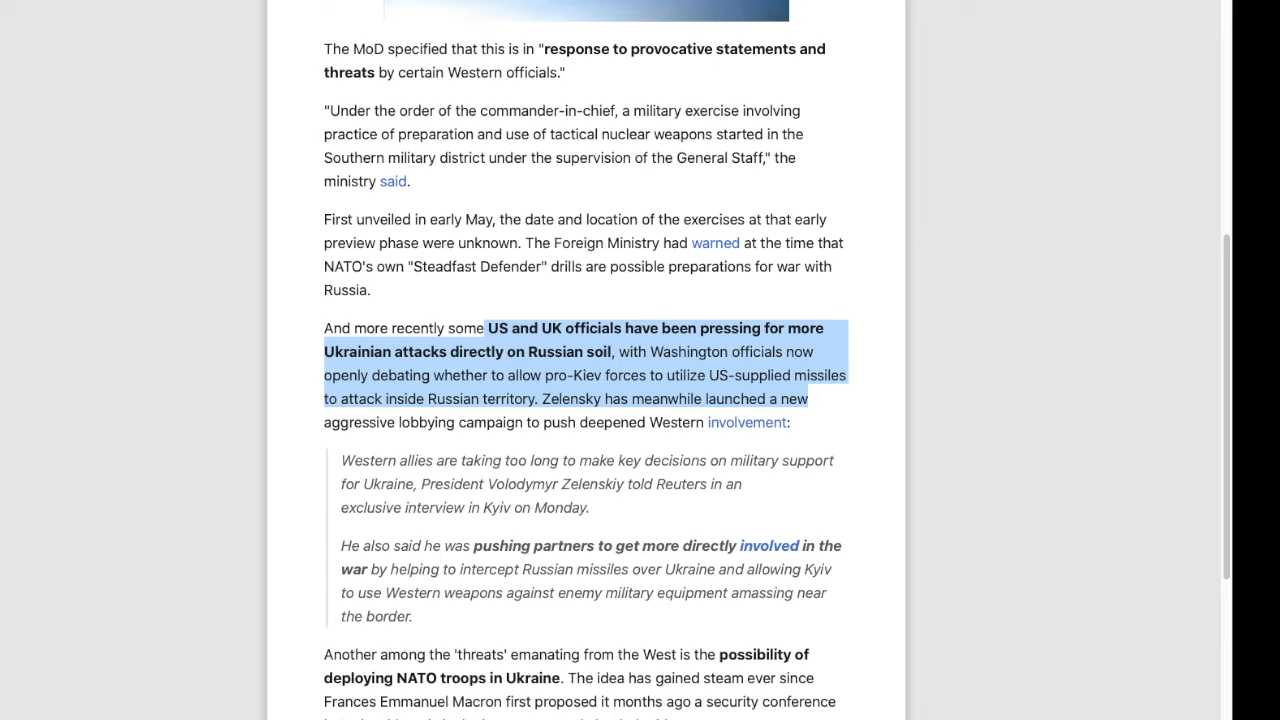 The MoD specified that this is in "response to provocative statements and
threats by certain Western officials."
"Under the order of the commander-in-chief, a military exercise involving
practice of preparation and use of tactical nuclear weapons started in the
Southern military district under the supervision of the General Staff," the
ministry said.
First unveiled in early May, the date and location of the exercises at that early
preview phase were unknown. The Foreign Ministry had warned at the time that
NATO's own "Steadfast Defender" drills are possible preparations for war with
Russia.
And more recently some US and UK officials have been pressing for more
Ukrainian attacks directly on Russian soil, with Washington officials now
openly debating whether to allow pro-Kiev forces to utilize US-supplied missiles
to attack inside Russian territory. Zelensky has meanwhile launched a new
aggressive lobbying campaign to push deepened Western involvement:
Western allies are taking too long to make key decisions on military support
for Ukraine, President Volodymyr Zelenskiy told Reuters in an
exclusive interview in Kyiv on Monday.
He also said he was pushing partners to get more directly involved in the
war by helping to intercept Russian missiles over Ukraine and allowing Kyiv
to use Western weapons against enemy military equipment amassing near
the border.
Another among the 'threats' emanating from the West is the possibility of
deploying NATO troops in Ukraine. The idea has gained steam ever since
Frances Emmanuel Macron first proposed it months ago a security conference